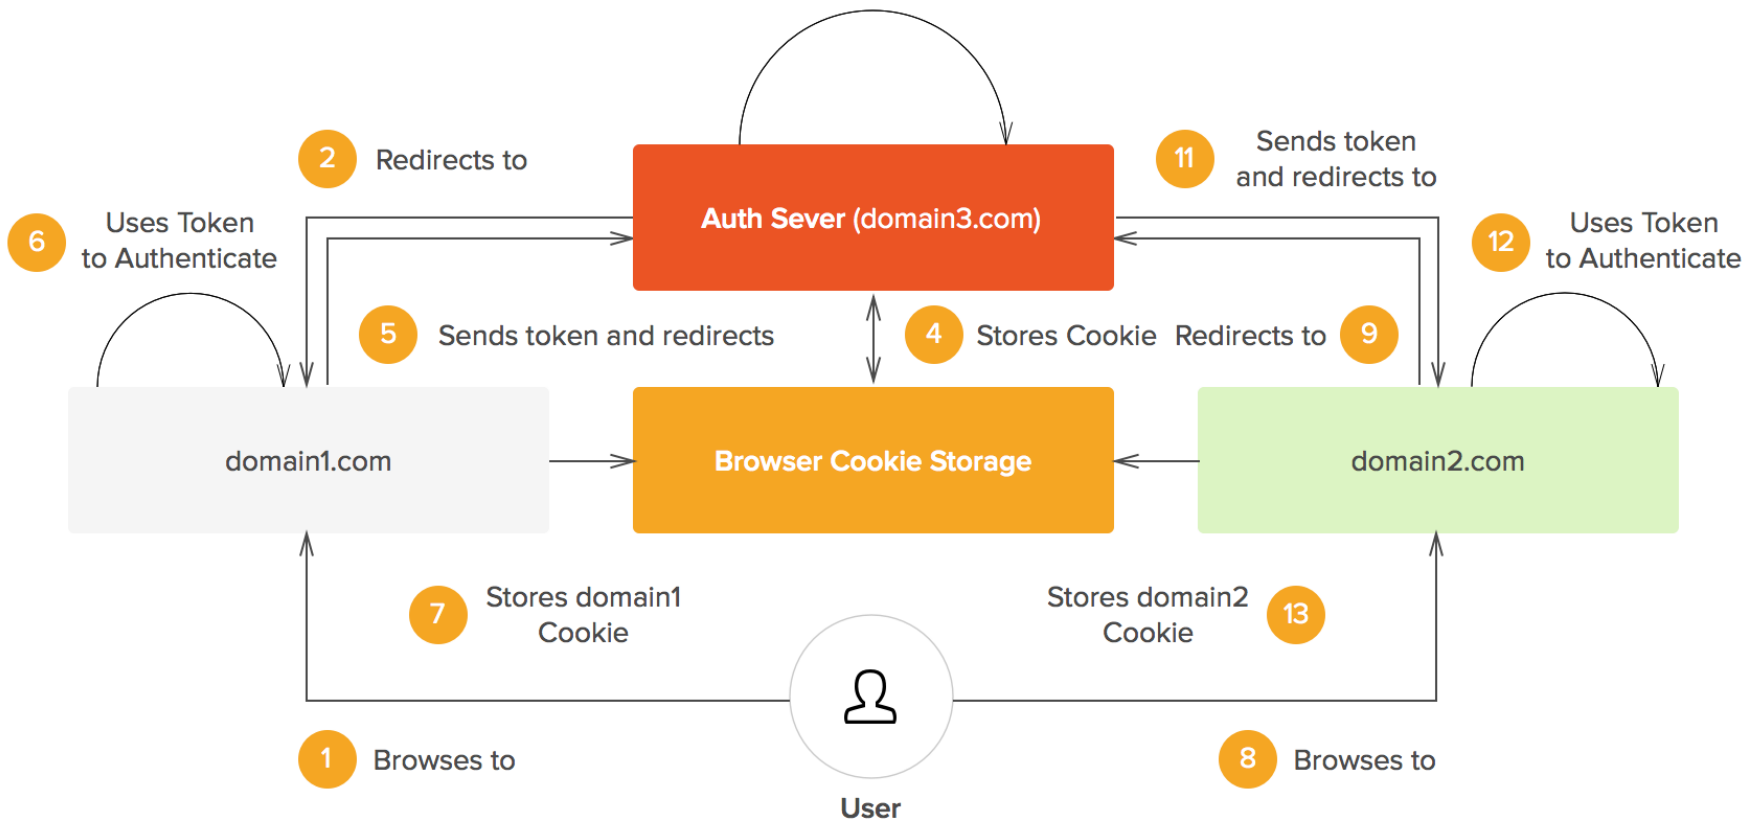 2
Redirects to
11
Sends token
and redirects to
Auth Sever (domain3.com)
6
Uses Token
to Authenticate
12
Uses Token
to Authenticate
5
Sends token and redirects
4
Stores Cookie
Redirects to
9
domain1.com
Browser Cookie Storage
domain2.com
7
Stores domain1
Cookie
Stores domain2
Cookie
13
1
Browses to
8
Browses to
User